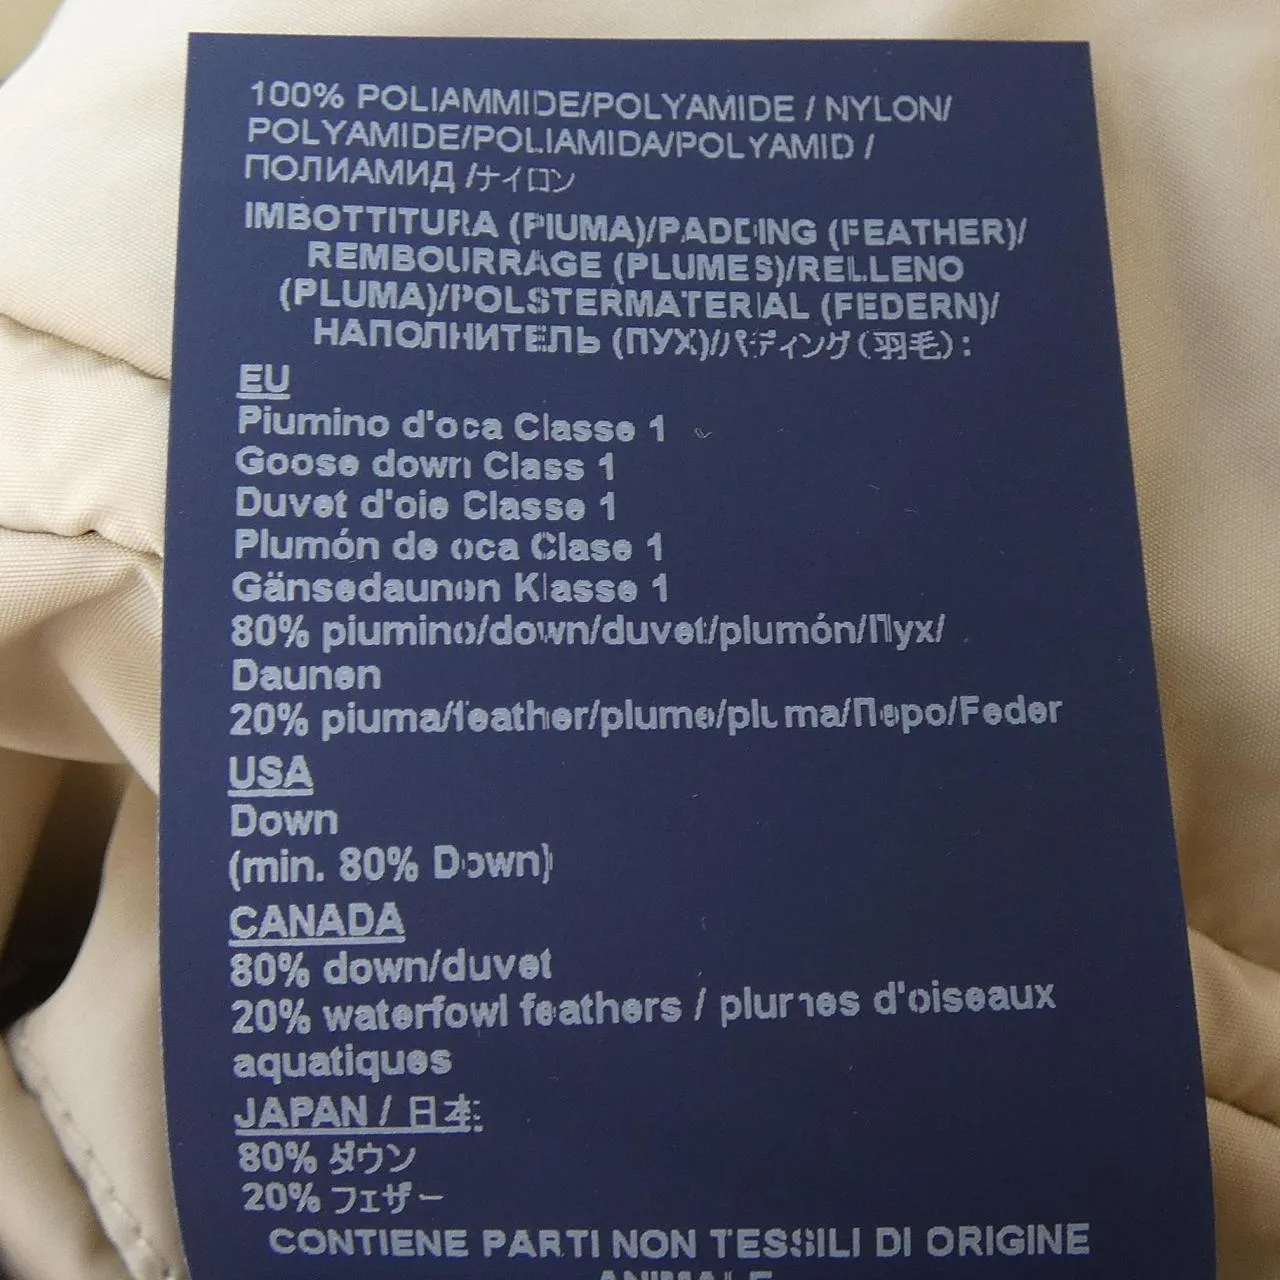 100% POLIAMMIDE/POLYAMIDE / NYLON/
POLYAMIDE/POLIAMIDA/POLYAMID /
ПОЛИАМИД /ナイロン
IMBOTTITURA (PIUMA)/PADDING (FEATHER)/
REMBOURRAGE (PLUMES)/RELLENO
(PLUMA)/POLSTERMATERIAL (FEDERN)/
НАПОЛНИТЕЛЬ (ПУХ)/パディング(羽毛):
EU
Piumino d'oca Classe 1
Goose down Class 1
Duvet d'oie Classe 1
Plumón de oca Clase 1
Gänsedaunen Klasse 1
80% piumino/down/duvet/plumón/Пух/
Daunen
20% piuma/feather/plume/pluma/Перо/Feder
USA
Down
(min. 80% Down)
CANADA
80% down/duvet
20% waterfowl feathers / plumes d'oiseaux
aquatiques
JAPAN / 日本:
80% ダウン
20% フェザー
CONTIENE PARTI NON TESSILI DI ORIGINE
ANIMALE